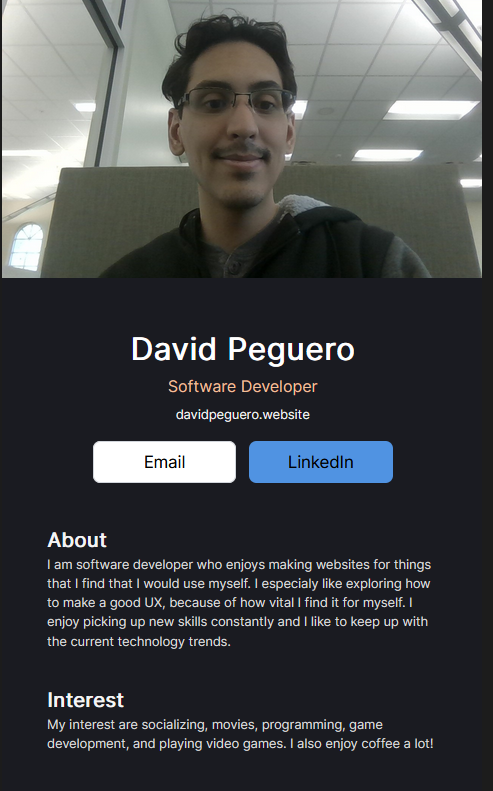 David Peguero
Software Developer
davidpeguero.website
Email
LinkedIn
About
I am software developer who enjoys making websites for things
that I find that I would use myself. I especialy like exploring how
to make a good UX, because of how vital I find it for myself. I
enjoy picking up new skills constantly and I like to keep up with
the current technology trends.
Interest
My interest are socializing, movies, programming, game
development, and playing video games. I also enjoy coffee a lot!